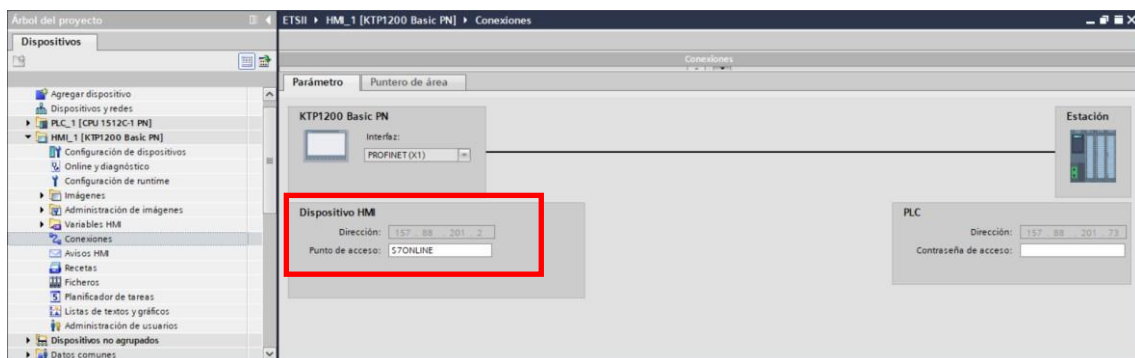 Árbol del proyecto
ETSII ▸ HMI_1 [KTP1200 Basic PN] ▸ Conexiones
Dispositivos
Conexiones
Parámetro
Puntero de área
Agregar dispositivo
Dispositivos y redes
PLC_1 [CPU 1512C-1 PN]
HMI_1 [KTP1200 Basic PN]
Configuración de dispositivos
Online y diagnóstico
Configuración de runtime
Imágenes
Administración de imágenes
Variables HMI
Conexiones
Avisos HMI
Recetas
Ficheros
Planificador de tareas
Listas de textos y gráficos
Administración de usuarios
Dispositivos no agrupados
Datos comunes
KTP1200 Basic PN
Interfaz:
PROFINET (X1)
Estación
Dispositivo HMI
Dirección: 157 . 88 . 201 . 2
Punto de acceso: S7ONLINE
PLC
Dirección: 157 . 88 . 201 . 73
Contraseña de acceso: